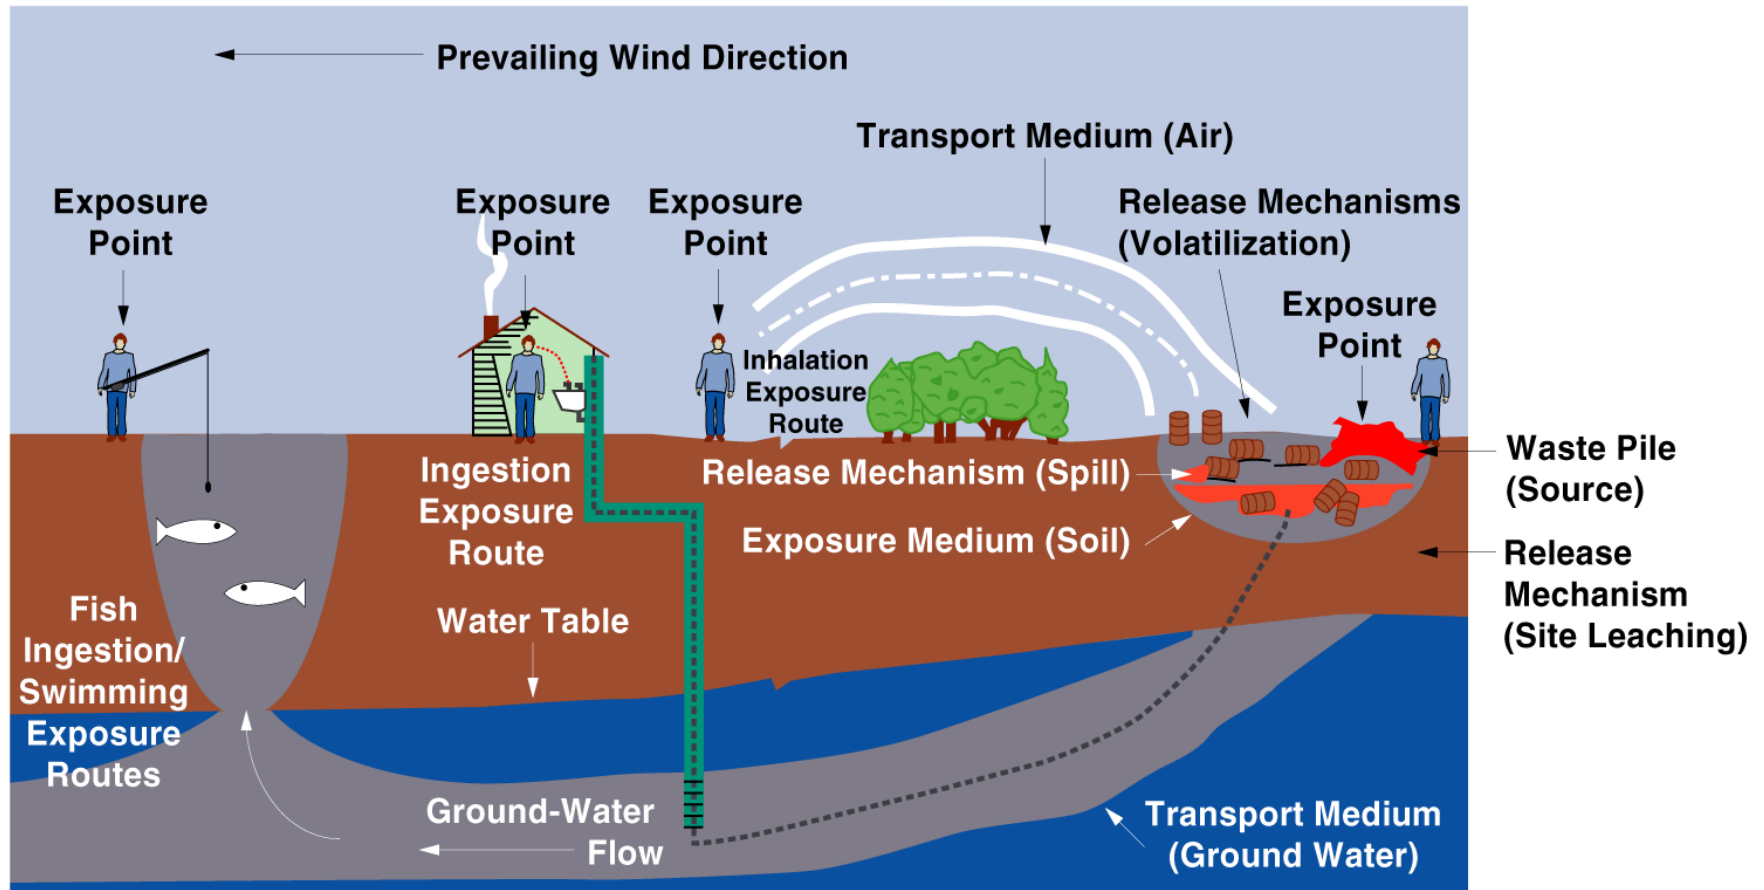 Prevailing Wind Direction
Transport Medium (Air)
Exposure
Point
Exposure
Point
Exposure
Point
Release Mechanisms
(Volatilization)
Exposure
Point
Inhalation
Exposure
Route
Ingestion
Exposure
Route
Release Mechanism (Spill)
Exposure Medium (Soil)
Waste Pile
(Source)
Release
Mechanism
(Site Leaching)
Water Table
Fish
Ingestion/
Swimming
Exposure
Routes
Ground-Water
Flow
Transport Medium
(Ground Water)